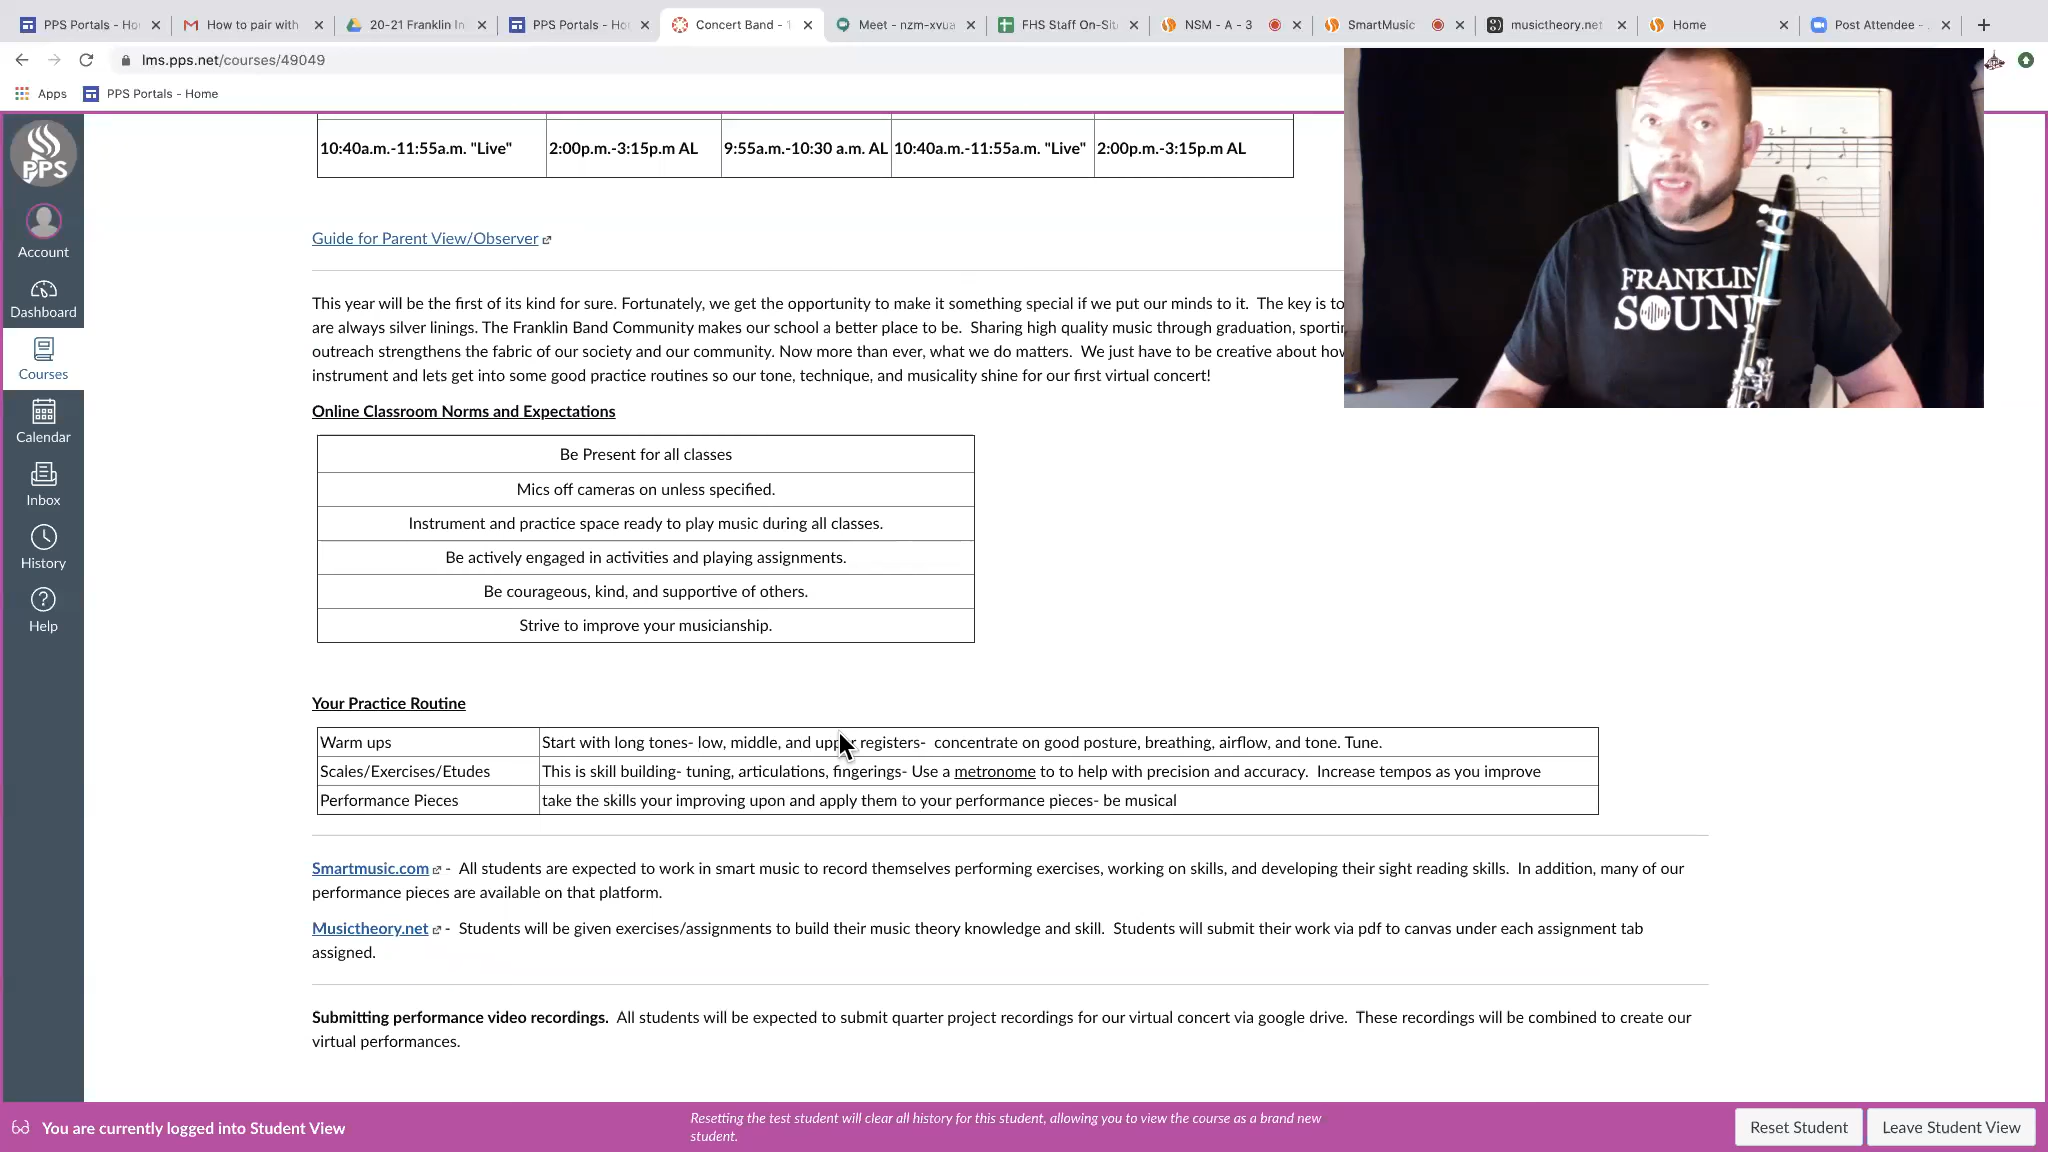 PPS Portals - Ho
How to pair with
20-21 Franklin In
PPS Portals - Ho
Concert Band - 1
Meet - nzm-xvua
FHS Staff On-Sit
NSM - A - 3
SmartMusic
musictheory.net
Home
Post Attendee -
lms.pps.net/courses/49049
Apps
PPS Portals - Home
PPS
Account
Dashboard
Courses
Calendar
Inbox
History
Help
10:40a.m.-11:55a.m. "Live" 2:00p.m.-3:15p.m AL 9:55a.m.-10:30 a.m. AL 10:40a.m.-11:55a.m. "Live" 2:00p.m.-3:15p.m AL
Guide for Parent View/Observer
This year will be the first of its kind for sure. Fortunately, we get the opportunity to make it something special if we put our minds to it. The key is to
are always silver linings. The Franklin Band Community makes our school a better place to be. Sharing high quality music through graduation, sportin
outreach strengthens the fabric of our society and our community. Now more than ever, what we do matters. We just have to be creative about how
instrument and lets get into some good practice routines so our tone, technique, and musicality shine for our first virtual concert!
FRANKLIN
SOUN
Online Classroom Norms and Expectations
Be Present for all classes
Mics off cameras on unless specified.
Instrument and practice space ready to play music during all classes.
Be actively engaged in activities and playing assignments.
Be courageous, kind, and supportive of others.
Strive to improve your musicianship.
Your Practice Routine
Warm ups Start with long tones- low, middle, and upper registers- concentrate on good posture, breathing, airflow, and tone. Tune.
Scales/Exercises/Etudes This is skill building- tuning, articulations, fingerings- Use a metronome to to help with precision and accuracy. Increase tempos as you improve
Performance Pieces take the skills your improving upon and apply them to your performance pieces- be musical
Smartmusic.com - All students are expected to work in smart music to record themselves performing exercises, working on skills, and developing their sight reading skills. In addition, many of our
performance pieces are available on that platform.
Musictheory.net - Students will be given exercises/assignments to build their music theory knowledge and skill. Students will submit their work via pdf to canvas under each assignment tab
assigned.
Submitting performance video recordings. All students will be expected to submit quarter project recordings for our virtual concert via google drive. These recordings will be combined to create our
virtual performances.
You are currently logged into Student View
Resetting the test student will clear all history for this student, allowing you to view the course as a brand new
student.
Reset Student
Leave Student View